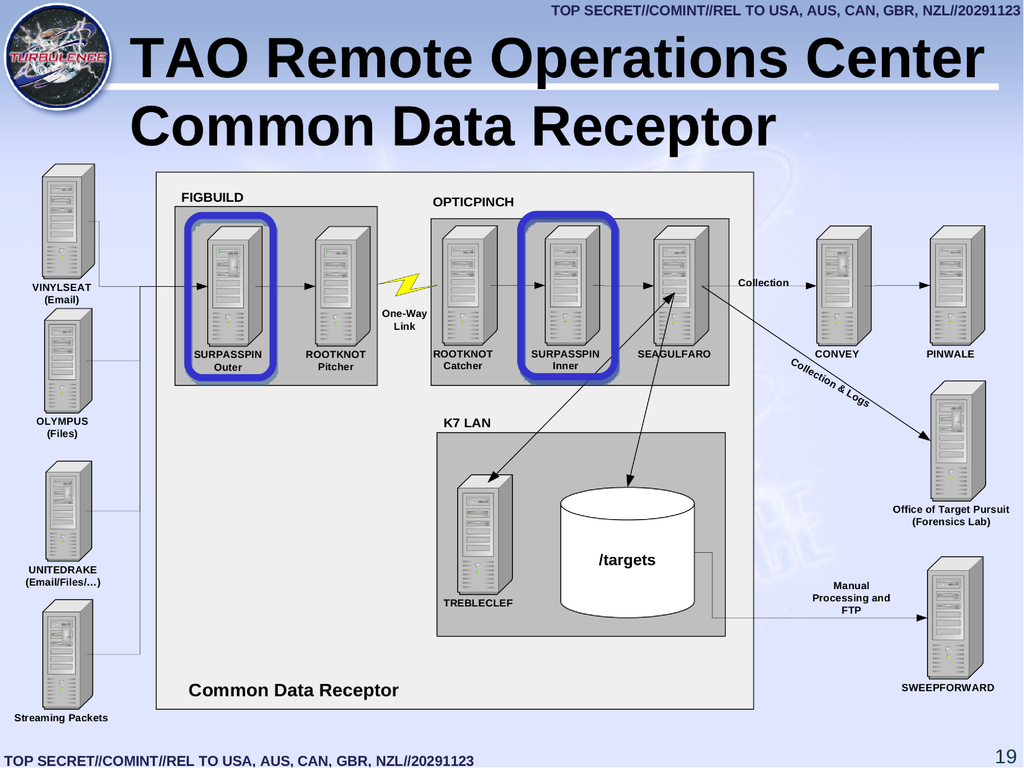 TOP SECRET//COMINT//REL TO USA, AUS, CAN, GBR, NZL//20291123
TURBULENCE
TAO Remote Operations Center
Common Data Receptor
VINYLSEAT
(Email)
OLYMPUS
(Files)
UNITEDRAKE
(Email/Files/…)
Streaming Packets
FIGBUILD
SURPASSPIN
Outer
ROOTKNOT
Pitcher
One-Way
Link
OPTICPINCH
ROOTKNOT
Catcher
SURPASSPIN
Inner
SEAGULFARO
Collection
CONVEY
PINWALE
Collection & Logs
Office of Target Pursuit
(Forensics Lab)
K7 LAN
TREBLECLEF
/targets
Manual
Processing and
FTP
SWEEPFORWARD
Common Data Receptor
TOP SECRET//COMINT//REL TO USA, AUS, CAN, GBR, NZL//20291123
19